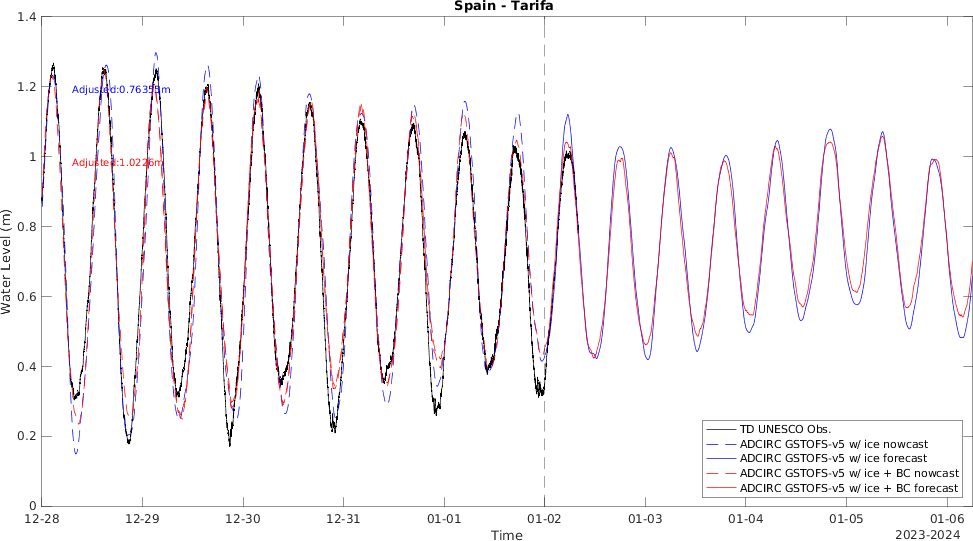 Spain - Tarifa
Water Level (m)
1.4
1.2
1
0.8
0.6
0.4
0.2
0
Adjusted:0.76355m
Adjusted:1.0226m
TD UNESCO Obs.
ADCIRC GSTOFS-v5 w/ ice nowcast
ADCIRC GSTOFS-v5 w/ ice forecast
ADCIRC GSTOFS-v5 w/ ice + BC nowcast
ADCIRC GSTOFS-v5 w/ ice + BC forecast
12-28 12-29 12-30 12-31 01-01 01-02 01-03 01-04 01-05 01-06
Time
2023-2024